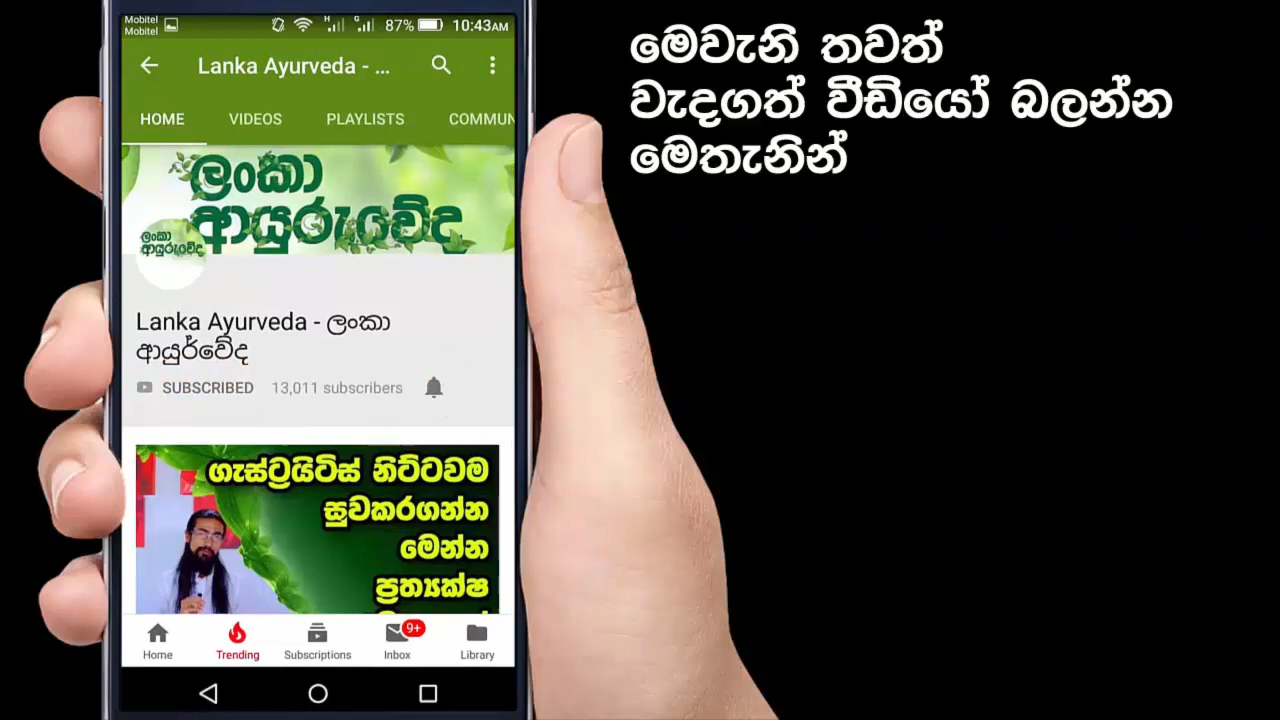 Mobitel
Mobitel
H
G
87%
10:43AM
Lanka Ayurveda - ...
HOME
VIDEOS
PLAYLISTS
COMMUN
ලංකා
ආයුරුවේද
ලංකා
ආයුරුවේද
Lanka Ayurveda - ලංකා
ආයුර්වේද
SUBSCRIBED
13,011 subscribers
ගැස්ට්‍රයිටිස් නිට්ටවම
සුවකරගන්න
මෙන්න
ප්‍රත්‍යක්ෂ
Home
Trending
Subscriptions
9+
Inbox
Library
මෙවැනි තවත්
වැදගත් වීඩියෝ බලන්න
මෙතැනින්